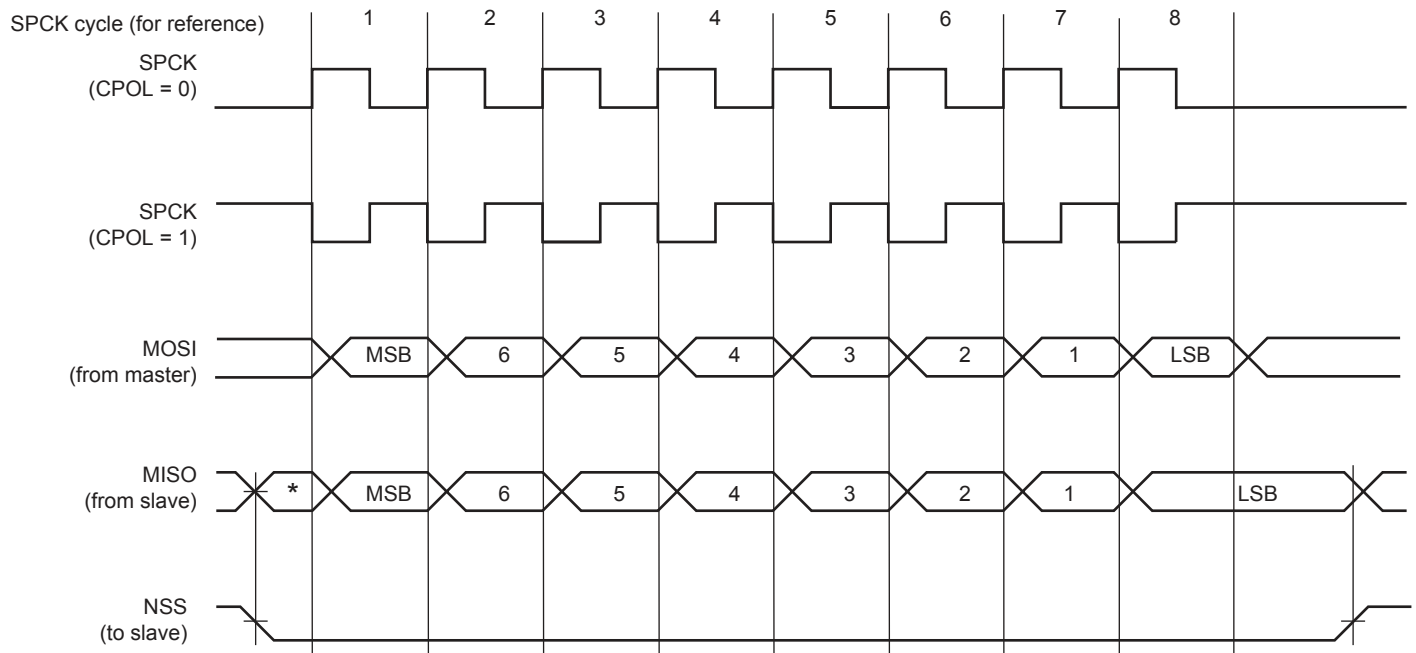 SPCK cycle (for reference) 1 2 3 4 5 6 7 8
SPCK
(CPOL = 0)
SPCK
(CPOL = 1)
MOSI
(from master)
MSB 6 5 4 3 2 1 LSB
MISO
(from slave)
* MSB 6 5 4 3 2 1 LSB
NSS
(to slave)